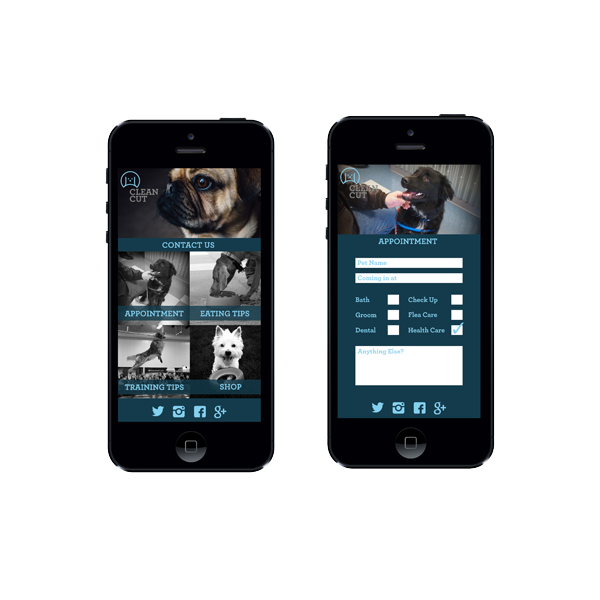 CLEAN
CUT
CONTACT US
APPOINTMENT
EATING TIPS
TRAINING TIPS
SHOP
g+
CLEAN
CUT
APPOINTMENT
Pet Name
Coming in at
Bath
Check Up
Groom
Flea Care
Dental
Health Care
Anything Else?
g+